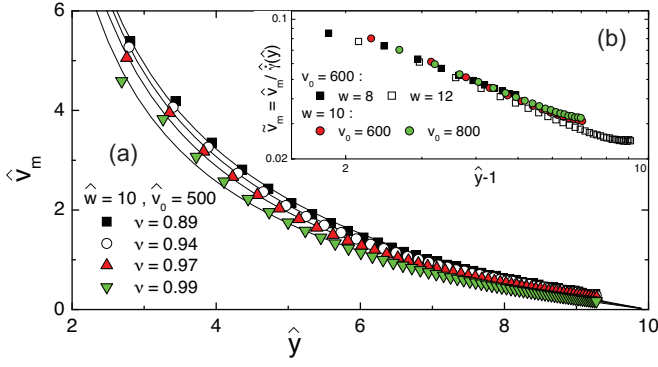 6
4
2
0
v̂ₘ
(a)
ŵ = 10 , v̂₀ = 500
ν = 0.89
ν = 0.94
ν = 0.97
ν = 0.99
2 4 6 8 10
ŷ
(b)
0.1
0.02
ṽₘ = v̂ₘ / γ̇̂(ŷ)
v₀ = 600 :
w = 8 w = 12
w = 10 :
v₀ = 600 v₀ = 800
2 10
ŷ-1